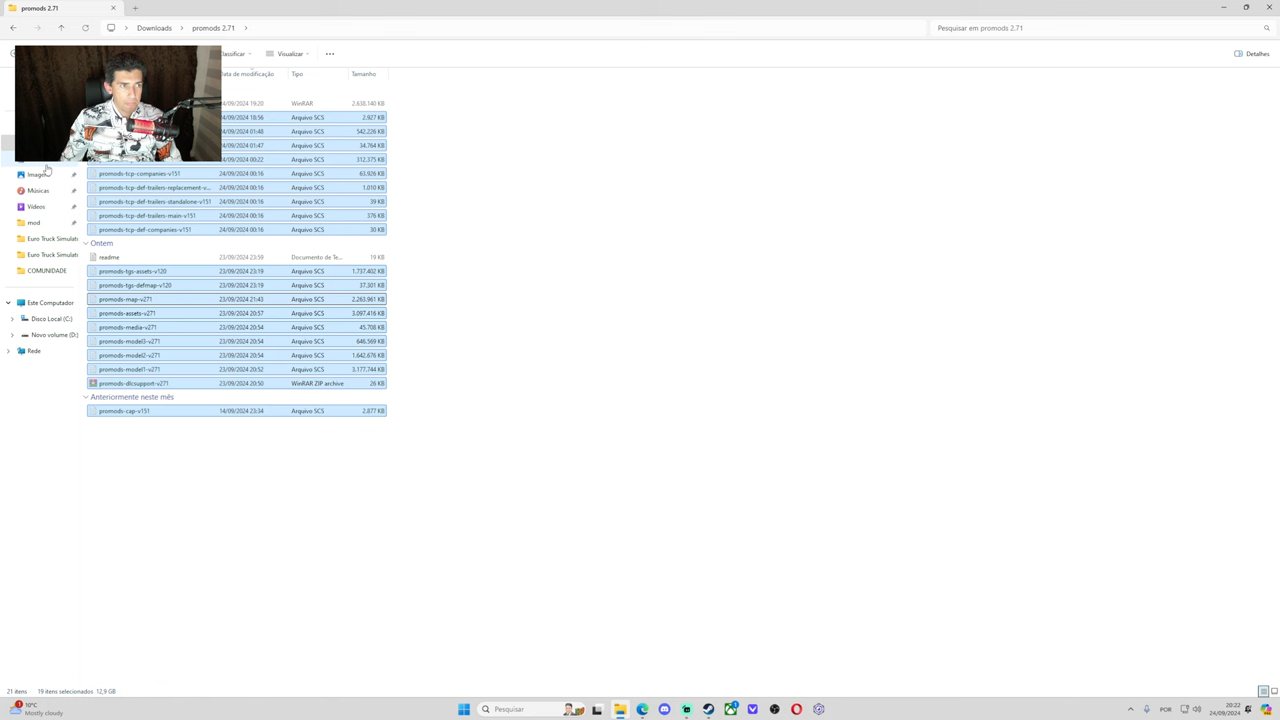 promods 2.71
Downloads
promods 2.71
Pesquisar em promods 2.71
Classificar
Visualizar
Detalhes
Data de modificação
Tipo
Tamanho
24/09/2024 19:20 WinRAR 2.638.140 KB
24/09/2024 18:56 Arquivo SCS 2.927 KB
24/09/2024 01:48 Arquivo SCS 542.226 KB
24/09/2024 01:47 Arquivo SCS 34.764 KB
24/09/2024 00:22 Arquivo SCS 312.375 KB
promods-tcp-companies-v151 24/09/2024 00:16 Arquivo SCS 63.926 KB
promods-tcp-def-trailers-replacement-v... 24/09/2024 00:16 Arquivo SCS 1.010 KB
promods-tcp-def-trailers-standalone-v151 24/09/2024 00:16 Arquivo SCS 39 KB
promods-tcp-def-trailers-main-v151 24/09/2024 00:16 Arquivo SCS 376 KB
promods-tcp-def-companies-v151 24/09/2024 00:16 Arquivo SCS 30 KB
Ontem
readme 23/09/2024 23:59 Documento de Te... 19 KB
promods-tgs-assets-v120 23/09/2024 23:19 Arquivo SCS 1.737.402 KB
promods-tgs-defmap-v120 23/09/2024 23:19 Arquivo SCS 37.301 KB
promods-map-v271 23/09/2024 21:43 Arquivo SCS 2.263.961 KB
promods-assets-v271 23/09/2024 20:57 Arquivo SCS 3.097.416 KB
promods-media-v271 23/09/2024 20:54 Arquivo SCS 45.708 KB
promods-model3-v271 23/09/2024 20:54 Arquivo SCS 646.569 KB
promods-model2-v271 23/09/2024 20:54 Arquivo SCS 1.642.676 KB
promods-model1-v271 23/09/2024 20:52 Arquivo SCS 3.177.744 KB
promods-dlcsupport-v271 23/09/2024 20:50 WinRAR ZIP archive 26 KB
Anteriormente neste mês
promods-cap-v151 14/09/2024 23:34 Arquivo SCS 2.877 KB
Imagen
Músicas
Vídeos
mod
Euro Truck Simulat
Euro Truck Simulat
COMUNIDADE
Este Computador
Disco Local (C:)
Novo volume (D:)
Rede
21 itens 19 itens selecionados 12,9 GB
10°C
Mostly cloudy
Pesquisar
POR
20:22
24/09/2024